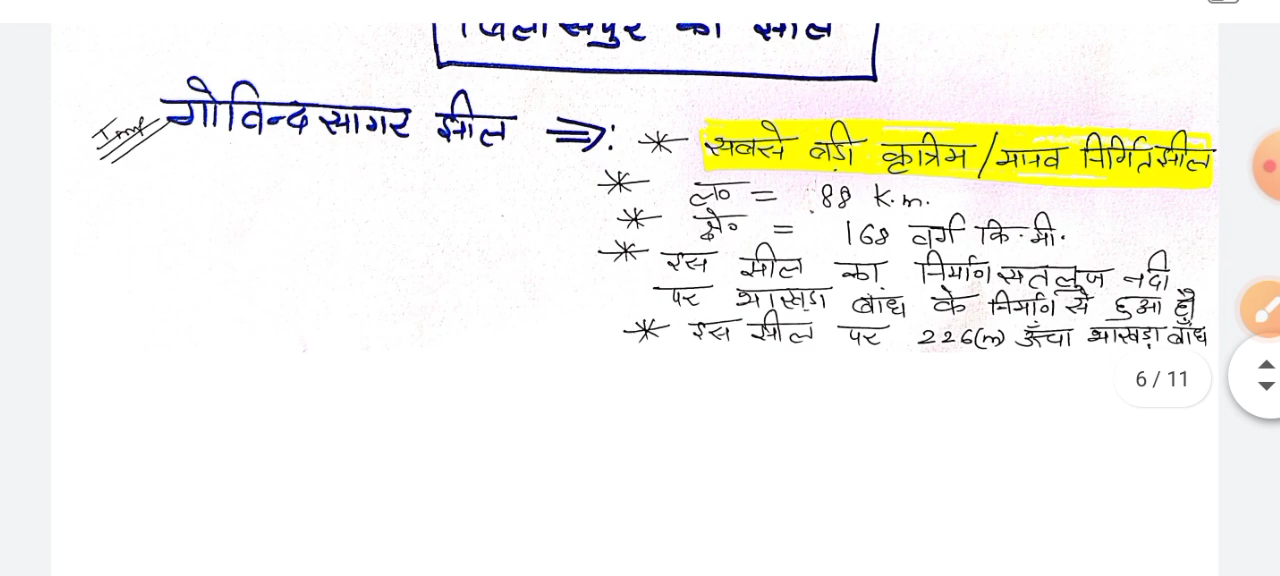 बिलासपुर की झील
Imp गोविन्द सागर झील ⇒: * सबसे बड़ी कृत्रिम/मानव निर्मित झील
* ल० = 88 K.m.
* क्षे० = 168 वर्ग कि.मी.
* इस झील का निर्माण सतलुज नदी
पर भाखडा बांध के निर्माण से हुआ है
* इस झील पर 226(m) ऊँचा भाखड़ा बाँध
6 / 11